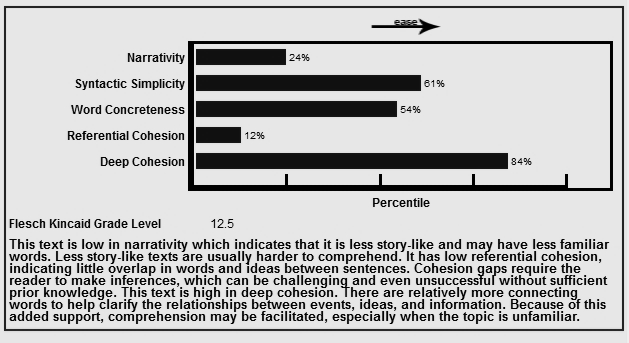 ease
Narrativity 24%
Syntactic Simplicity 61%
Word Concreteness 54%
Referential Cohesion 12%
Deep Cohesion 84%
Percentile
Flesch Kincaid Grade Level 12.5
This text is low in narrativity which indicates that it is less story-like and may have less familiar
words. Less story-like texts are usually harder to comprehend. It has low referential cohesion,
indicating little overlap in words and ideas between sentences. Cohesion gaps require the
reader to make inferences, which can be challenging and even unsuccessful without sufficient
prior knowledge. This text is high in deep cohesion. There are relatively more connecting
words to help clarify the relationships between events, ideas, and information. Because of this
added support, comprehension may be facilitated, especially when the topic is unfamiliar.